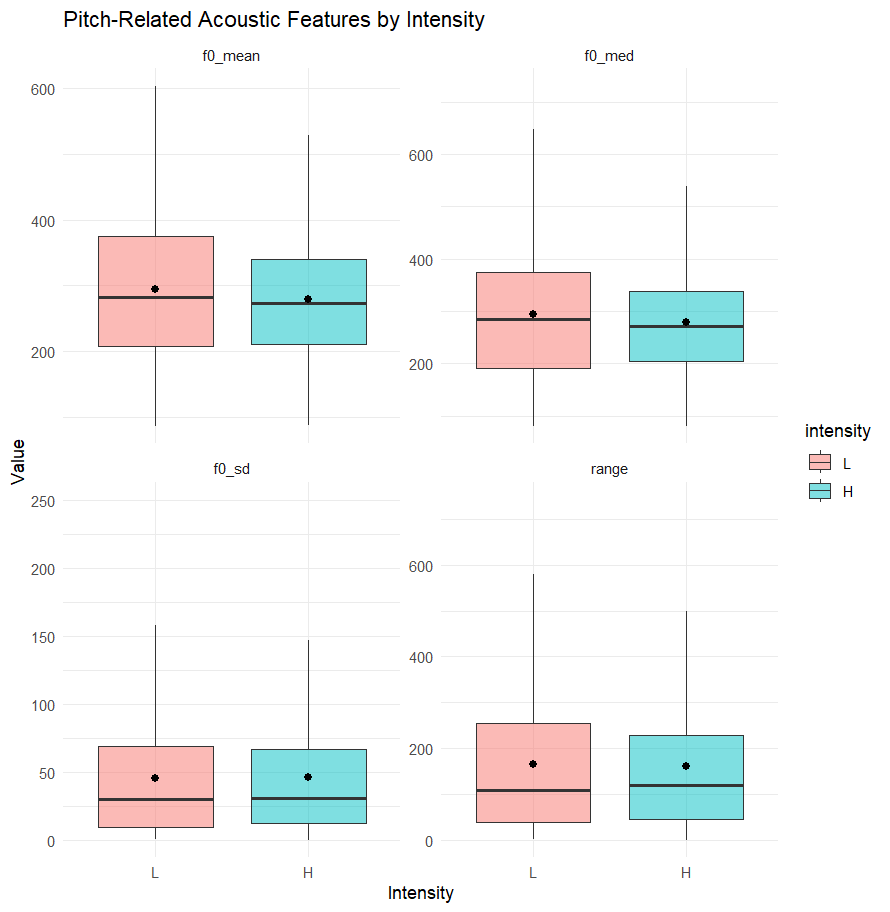 Pitch-Related Acoustic Features by Intensity
f0_mean
f0_med
600
400
200
600
400
200
Value
f0_sd
range
250
200
150
100
50
0
600
400
200
0
intensity
L
H
L
H
L
H
Intensity